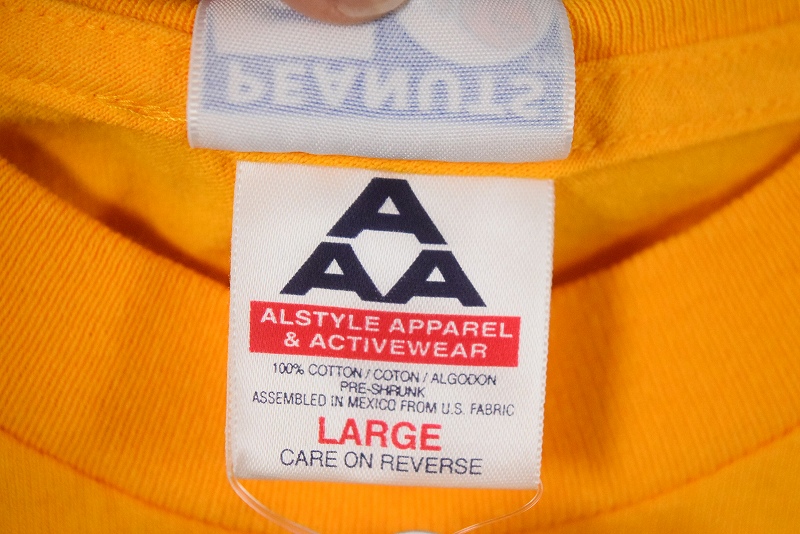 PEANUTS
A
AA
ALSTYLE APPAREL
& ACTIVEWEAR
100% COTTON / COTON / ALGODON
PRE-SHRUNK
ASSEMBLED IN MEXICO FROM U.S. FABRIC
LARGE
CARE ON REVERSE